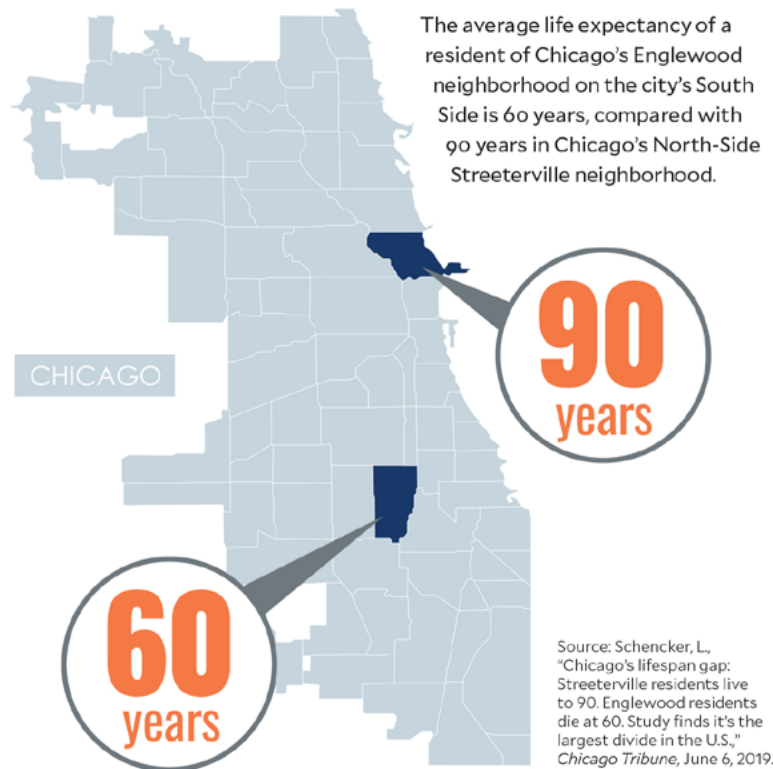 The average life expectancy of a
resident of Chicago's Englewood
neighborhood on the city's South
Side is 60 years, compared with
90 years in Chicago's North-Side
Streeterville neighborhood.
90
years
CHICAGO
60
years
Source: Schencker, L.,
"Chicago's lifespan gap:
Streeterville residents live
to 90. Englewood residents
die at 60. Study finds it's the
largest divide in the U.S.,"
Chicago Tribune, June 6, 2019.